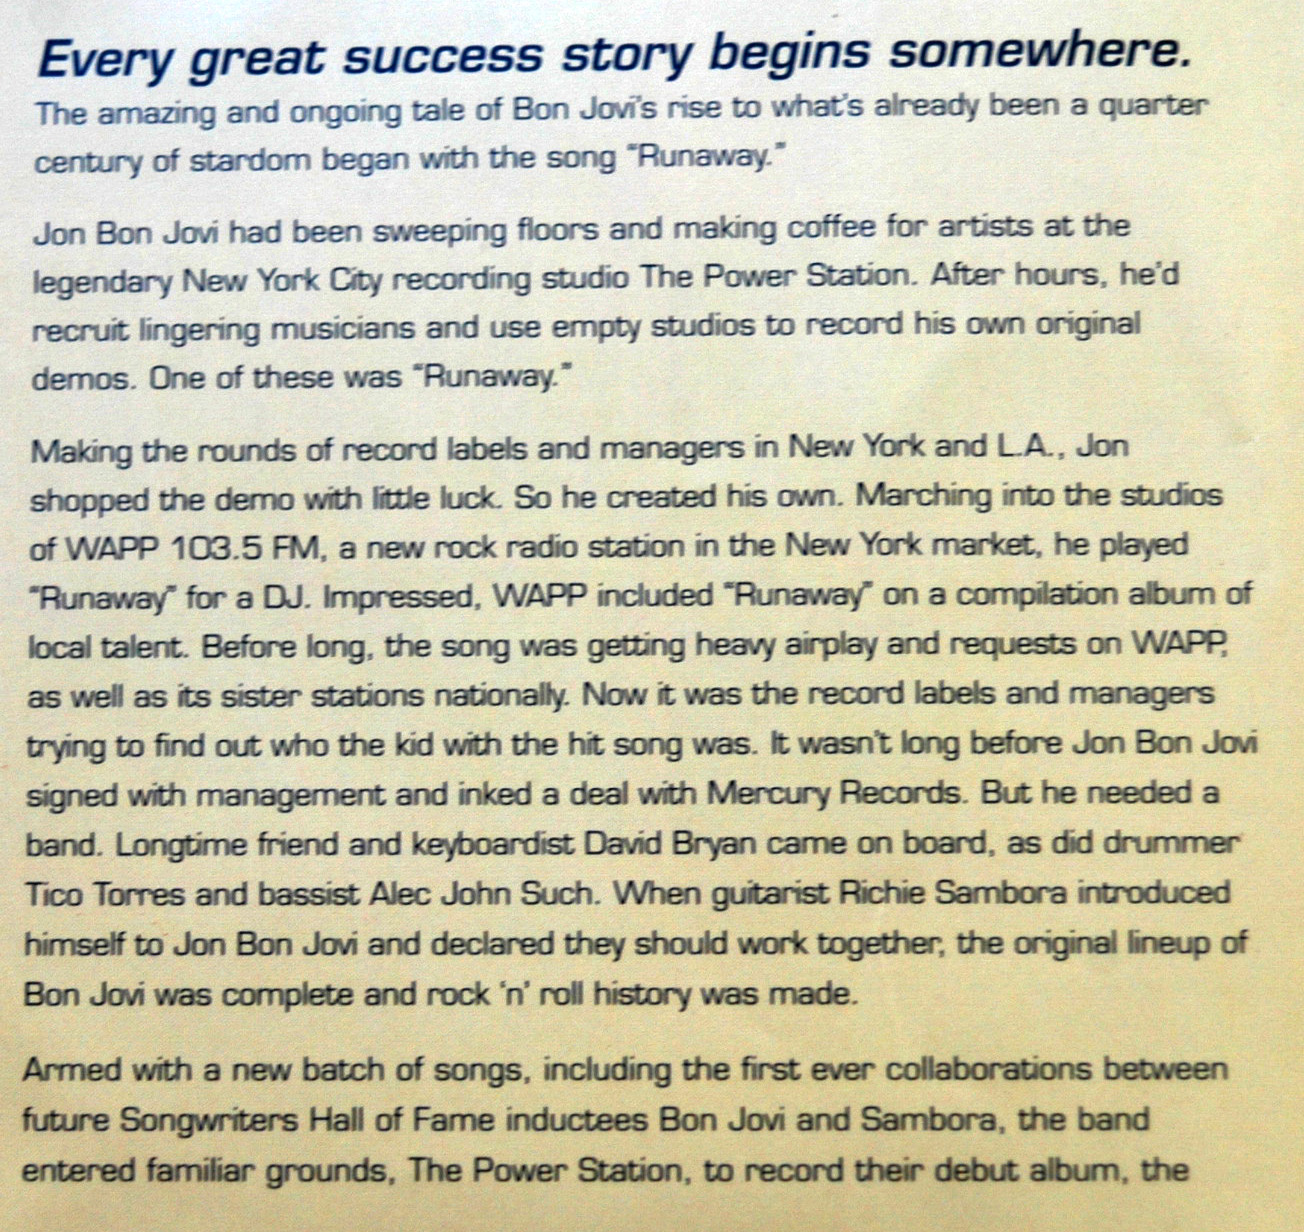 Every great success story begins somewhere.
The amazing and ongoing tale of Bon Jovi's rise to what's already been a quarter
century of stardom began with the song “Runaway.”
Jon Bon Jovi had been sweeping floors and making coffee for artists at the
legendary New York City recording studio The Power Station. After hours, he'd
recruit lingering musicians and use empty studios to record his own original
demos. One of these was “Runaway.”
Making the rounds of record labels and managers in New York and L.A., Jon
shopped the demo with little luck. So he created his own. Marching into the studios
of WAPP 103.5 FM, a new rock radio station in the New York market, he played
“Runaway” for a DJ. Impressed, WAPP included “Runaway” on a compilation album of
local talent. Before long, the song was getting heavy airplay and requests on WAPP,
as well as its sister stations nationally. Now it was the record labels and managers
trying to find out who the kid with the hit song was. It wasn't long before Jon Bon Jovi
signed with management and inked a deal with Mercury Records. But he needed a
band. Longtime friend and keyboardist David Bryan came on board, as did drummer
Tico Torres and bassist Alec John Such. When guitarist Richie Sambora introduced
himself to Jon Bon Jovi and declared they should work together, the original lineup of
Bon Jovi was complete and rock ‘n’ roll history was made.
Armed with a new batch of songs, including the first ever collaborations between
future Songwriters Hall of Fame inductees Bon Jovi and Sambora, the band
entered familiar grounds, The Power Station, to record their debut album, the